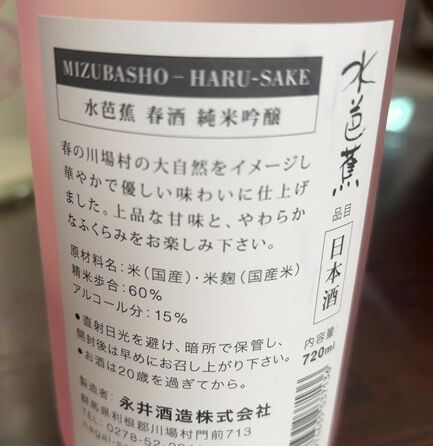 MIZUBASHO－HARU-SAKE
水芭蕉 春酒 純米吟醸
春の川場村の大自然をイメージし
華やかで優しい味わいに仕上げ
ました。上品な甘味と、やわらか
なふくらみをお楽しみ下さい。
原材料名：米（国産）・米麹（国産米）
精米歩合：60%
アルコール分：15%
●直射日光を避け、暗所で保管し、
開封後は早めにお召し上がり下さい。
●お酒は20歳を過ぎてから。
製造者：永井酒造株式会社
群馬県利根郡川場村門前713
TEL: 0278-52-
水芭蕉
品目
日本酒
内容量：
720ml